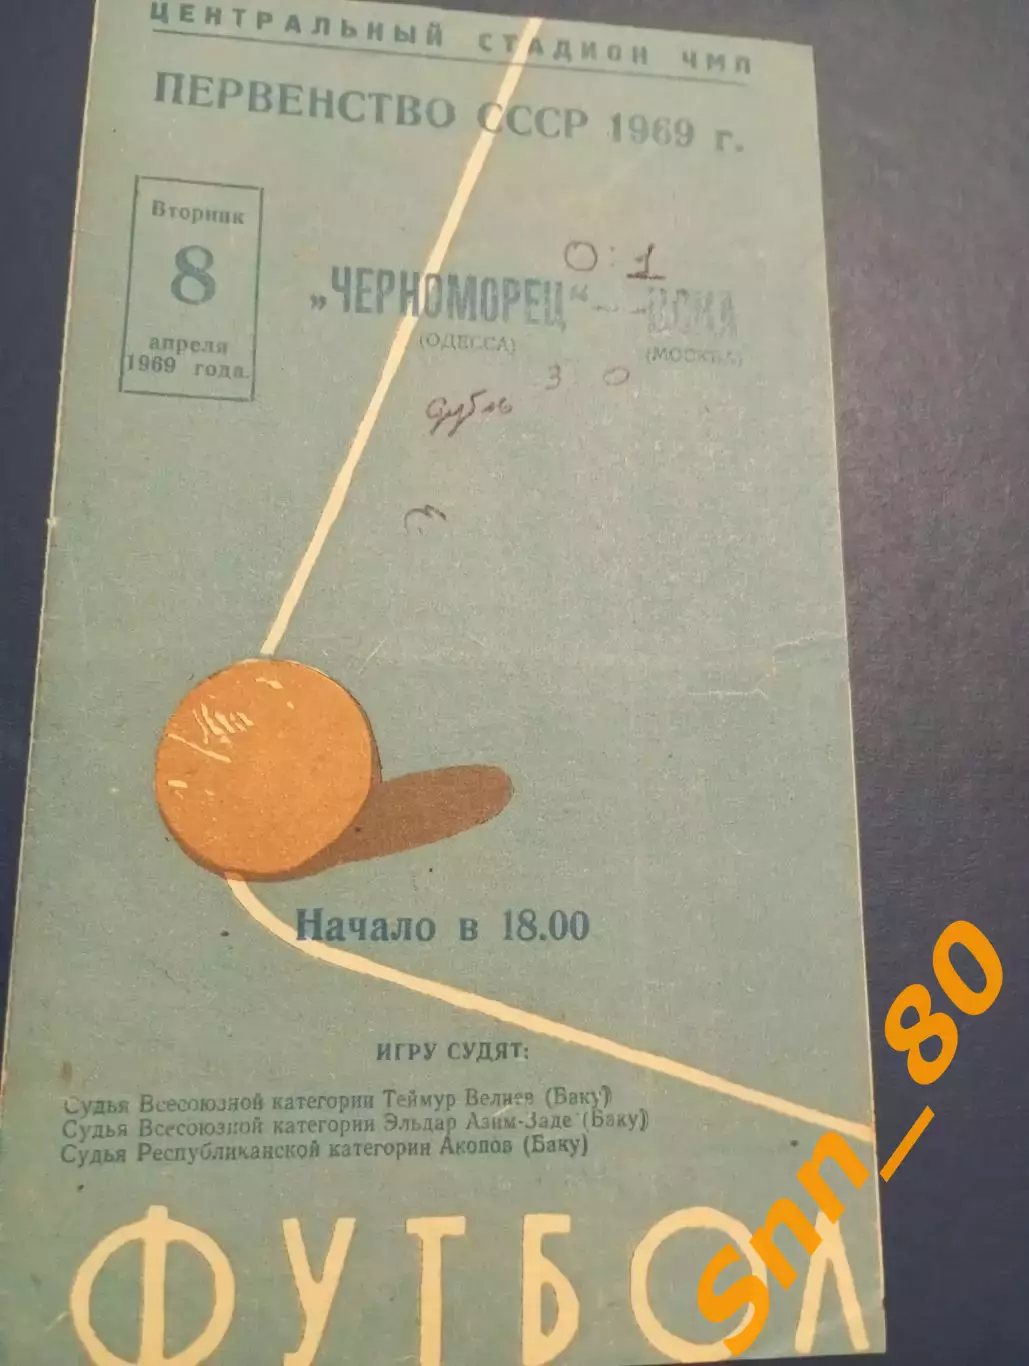 ЦЕНТРАЛЬНЫЙ СТАДИОН ЧМП
ПЕРВЕНСТВО СССР 1969 г.
Вторник
8
апреля
1969 года.
0:1
„ЧЕРНОМОРЕЦ“ — ЦСКА
(ОДЕССА) (МОСКВА)
3 0
дубль
Начало в 18.00
ИГРУ СУДЯТ:
Судья Всесоюзной категории Теймур Велиев (Баку)
Судья Всесоюзной категории Эльдар Азим-Заде (Баку)
Судья Республиканской категории Акопов (Баку)
ФУТБОЛ
snn_80